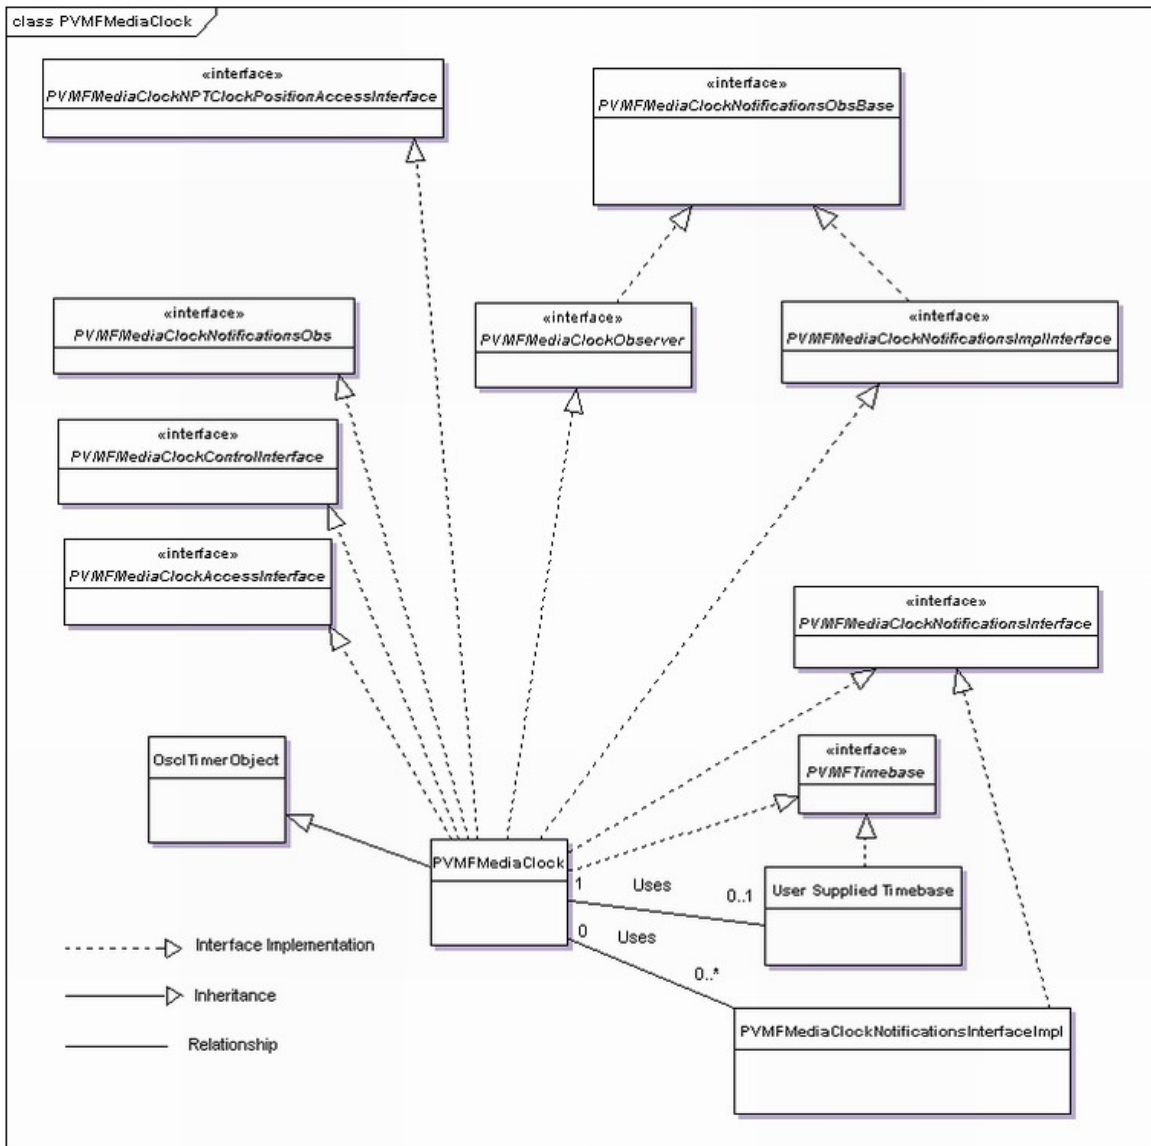 class PVMFMediaClock
«interface»
PVMFMediaClockNPTClockPositionAccessInterface
«interface»
PVMFMediaClockNotificationsObsBase
«interface»
PVMFMediaClockNotificationsObs
«interface»
PVMFMediaClockObserver
«interface»
PVMFMediaClockNotificationsImplInterface
«interface»
PVMFMediaClockControlInterface
«interface»
PVMFMediaClockAccessInterface
«interface»
PVMFMediaClockNotificationsInterface
OsclTimerObject
«interface»
PVMFTimebase
PVMFMediaClock
1
Uses
0..1
User Supplied Timebase
0
Uses
0..*
PVMFMediaClockNotificationsInterfaceImpl
Interface Implementation
Inheritance
Relationship